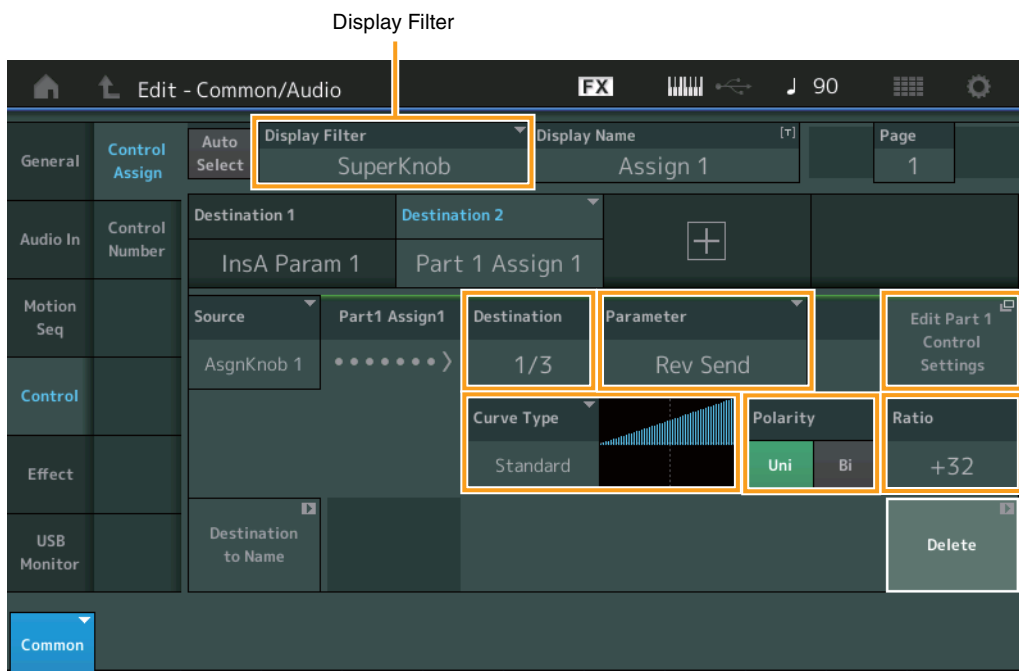 Display Filter
Edit - Common/Audio
FX
90
General
Control
Assign
Auto
Select
Display Filter
SuperKnob
Display Name
[T]
Assign 1
Page
1
Audio In
Control
Number
Destination 1
InsA Param 1
Destination 2
Part 1 Assign 1
Motion
Seq
Source
AsgnKnob 1
Part1 Assign1
Destination
1/3
Parameter
Rev Send
Edit Part 1
Control
Settings
Control
Curve Type
Standard
Polarity
Uni
Bi
Ratio
+32
Effect
USB
Monitor
Destination
to Name
Delete
Common